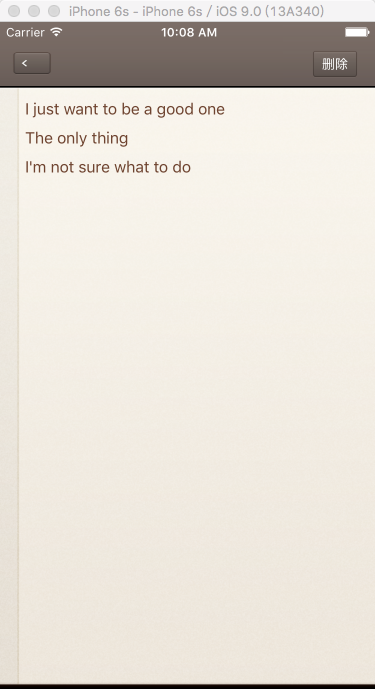 iPhone 6s - iPhone 6s / iOS 9.0 (13A340)
Carrier 10:08 AM
< 删除
I just want to be a good one
The only thing
I'm not sure what to do